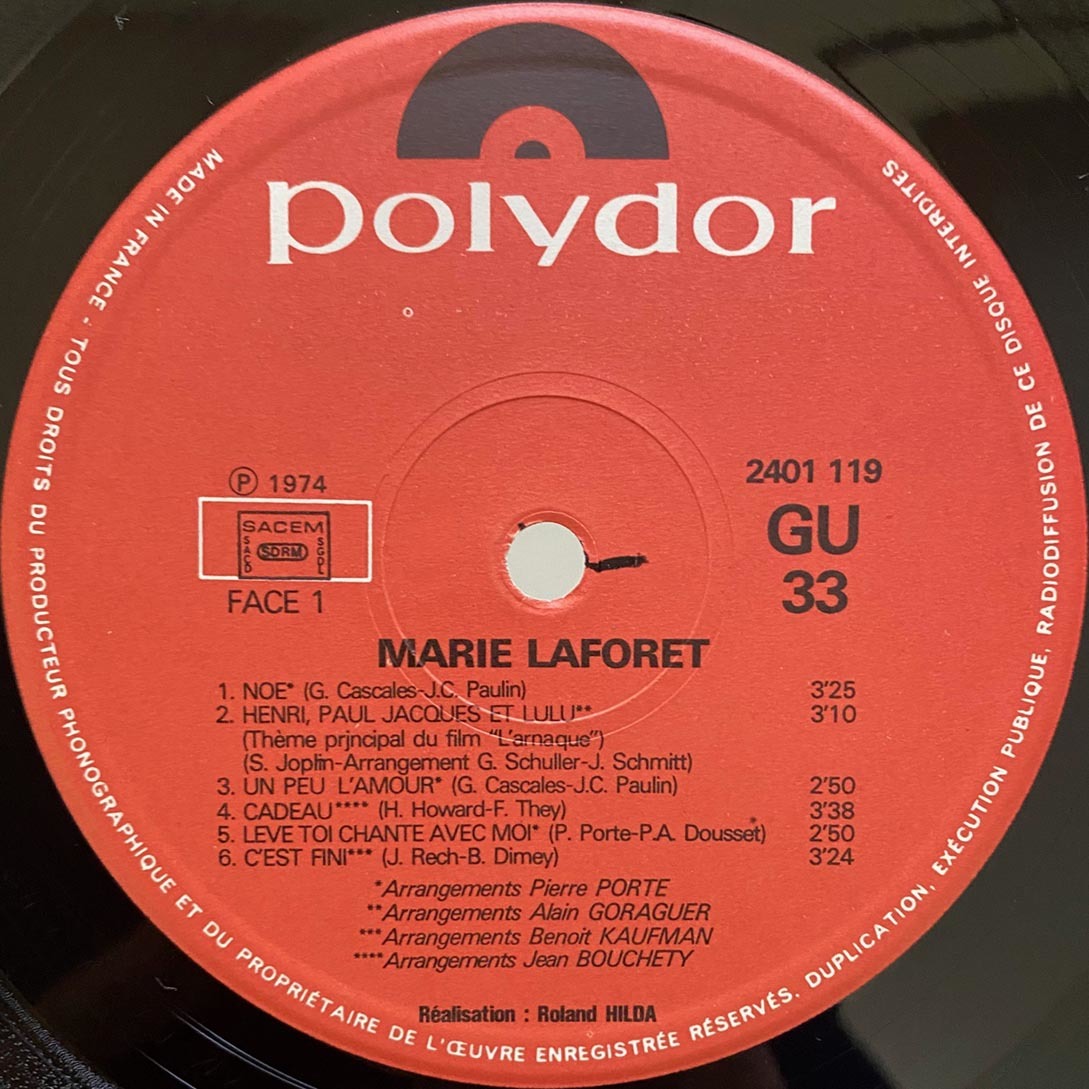 polydor
MADE IN FRANCE - TOUS DROITS DU PRODUCTEUR PHONOGRAPHIQUE ET DU PROPRIÉTAIRE DE L'ŒUVRE ENREGISTRÉE RÉSERVÉS. DUPLICATION, EXÉCUTION PUBLIQUE, RADIODIFFUSION DE CE DISQUE INTERDITES
Ⓟ 1974
SACEM
SACD
SDRM
SGDL
FACE 1
2401 119
GU
33
MARIE LAFORET
1. NOE* (G. Cascales-J.C. Paulin) 3'25
2. HENRI, PAUL JACQUES ET LULU** 3'10
(Thème prjncipal du film "L'arnaque")
(S. Joplin-Arrangement G. Schuller-J. Schmitt)
3. UN PEU L'AMOUR* (G. Cascales-J.C. Paulin) 2'50
4. CADEAU**** (H. Howard-F. They) 3'38
5. LEVE TOI CHANTE AVEC MOI* (P. Porte-P.A. Dousset) 2'50
6. C'EST FINI*** (J. Rech-B. Dimey) 3'24
*Arrangements Pierre PORTE
**Arrangements Alain GORAGUER
***Arrangements Benoit KAUFMAN
****Arrangements Jean BOUCHETY
Réalisation : Roland HILDA